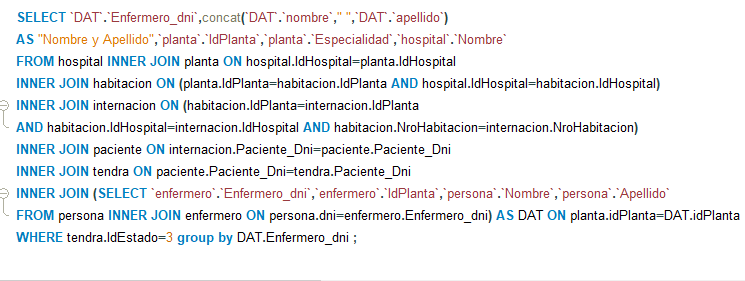 SELECT `DAT`.`Enfermero_dni`,concat(`DAT`.`nombre`," ",`DAT`.`apellido`)
AS "Nombre y Apellido",`planta`.`IdPlanta`,`planta`.`Especialidad`,`hospital`.`Nombre`
FROM hospital INNER JOIN planta ON hospital.IdHospital=planta.IdHospital
INNER JOIN habitacion ON (planta.IdPlanta=habitacion.IdPlanta AND hospital.IdHospital=habitacion.IdHospital)
INNER JOIN internacion ON (habitacion.IdPlanta=internacion.IdPlanta
AND habitacion.IdHospital=internacion.IdHospital AND habitacion.NroHabitacion=internacion.NroHabitacion)
INNER JOIN paciente ON internacion.Paciente_Dni=paciente.Paciente_Dni
INNER JOIN tendra ON paciente.Paciente_Dni=tendra.Paciente_Dni
INNER JOIN (SELECT `enfermero`.`Enfermero_dni`,`enfermero`.`IdPlanta`,`persona`.`Nombre`,`persona`.`Apellido`
FROM persona INNER JOIN enfermero ON persona.dni=enfermero.Enfermero_dni) AS DAT ON planta.idPlanta=DAT.idPlanta
WHERE tendra.IdEstado=3 group by DAT.Enfermero_dni ;